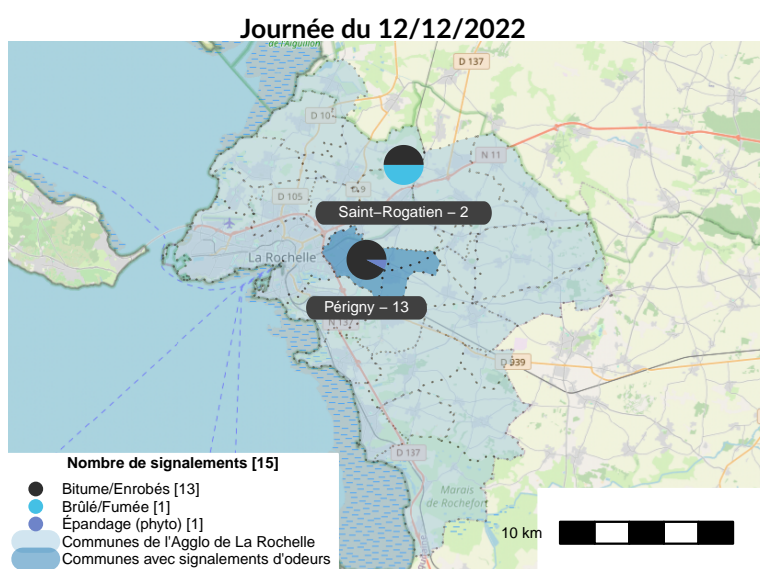 Journée du 12/12/2022
de l'Aiguillon
D 137
D 10
N 11
D 9
D 105
Saint–Rogatien – 2
La Rochelle
Périgny – 13
N 137
D 939
D 137
Marais
de Rochefort
Nombre de signalements [15]
Bitume/Enrobés [13]
Brûlé/Fumée [1]
Épandage (phyto) [1]
Communes de l'Agglo de La Rochelle
Communes avec signalements d'odeurs
10 km